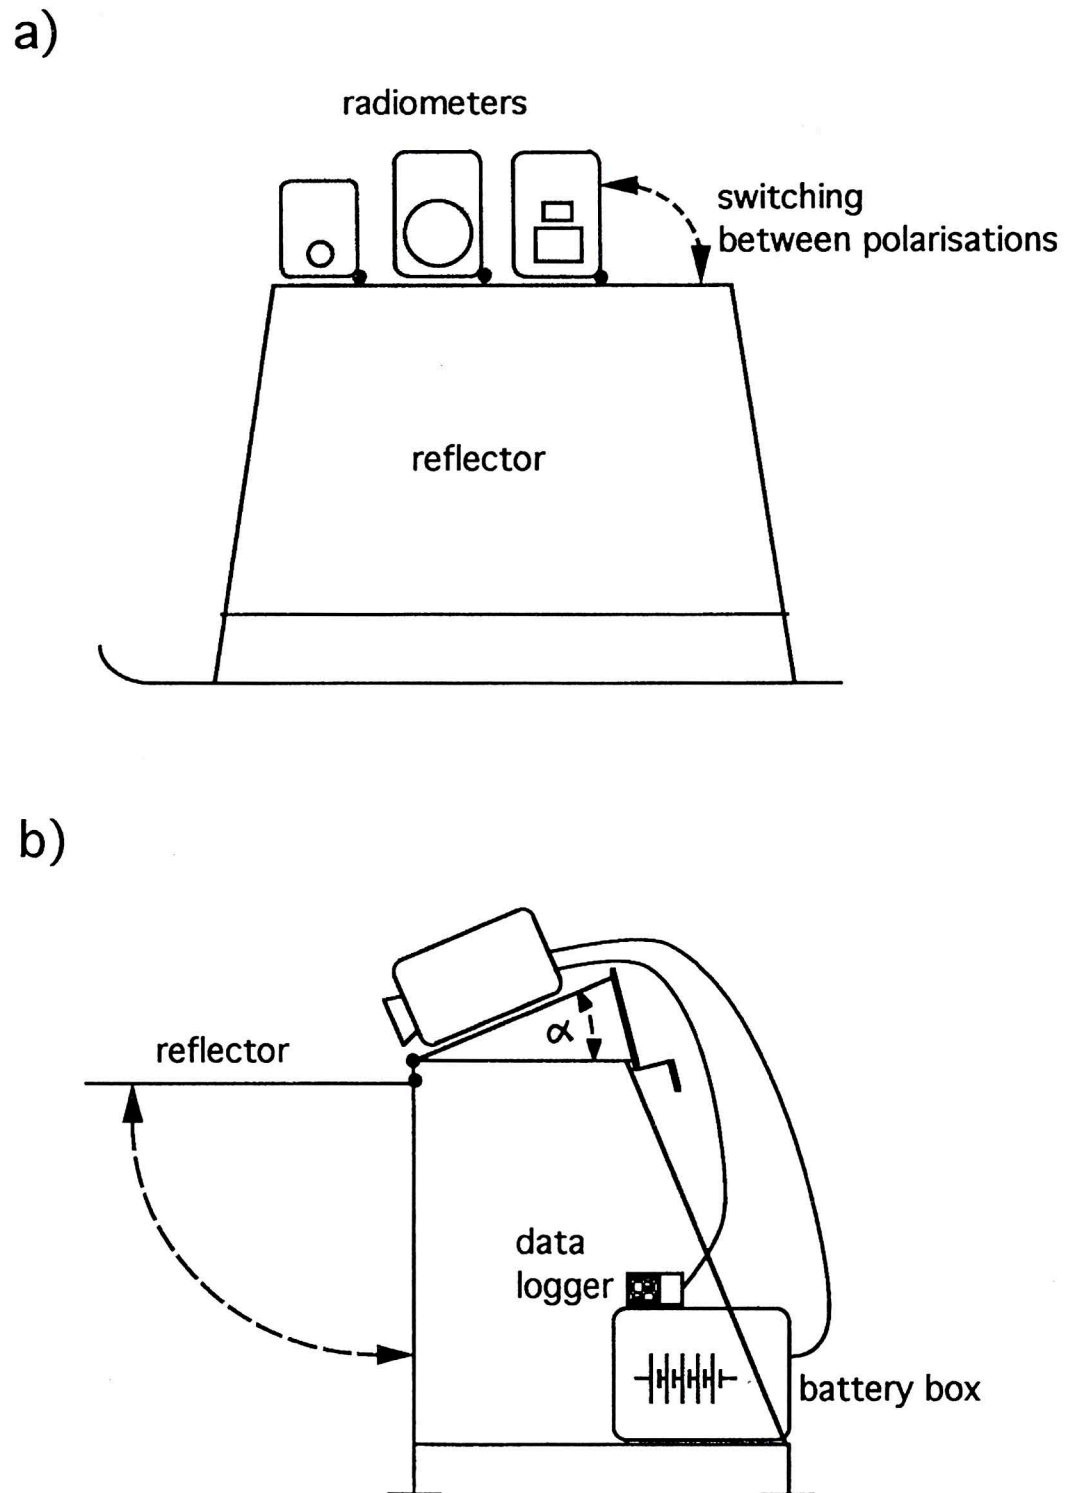 a)
radiometers
switching
between polarisations
reflector
b)
α
reflector
data
logger
battery box